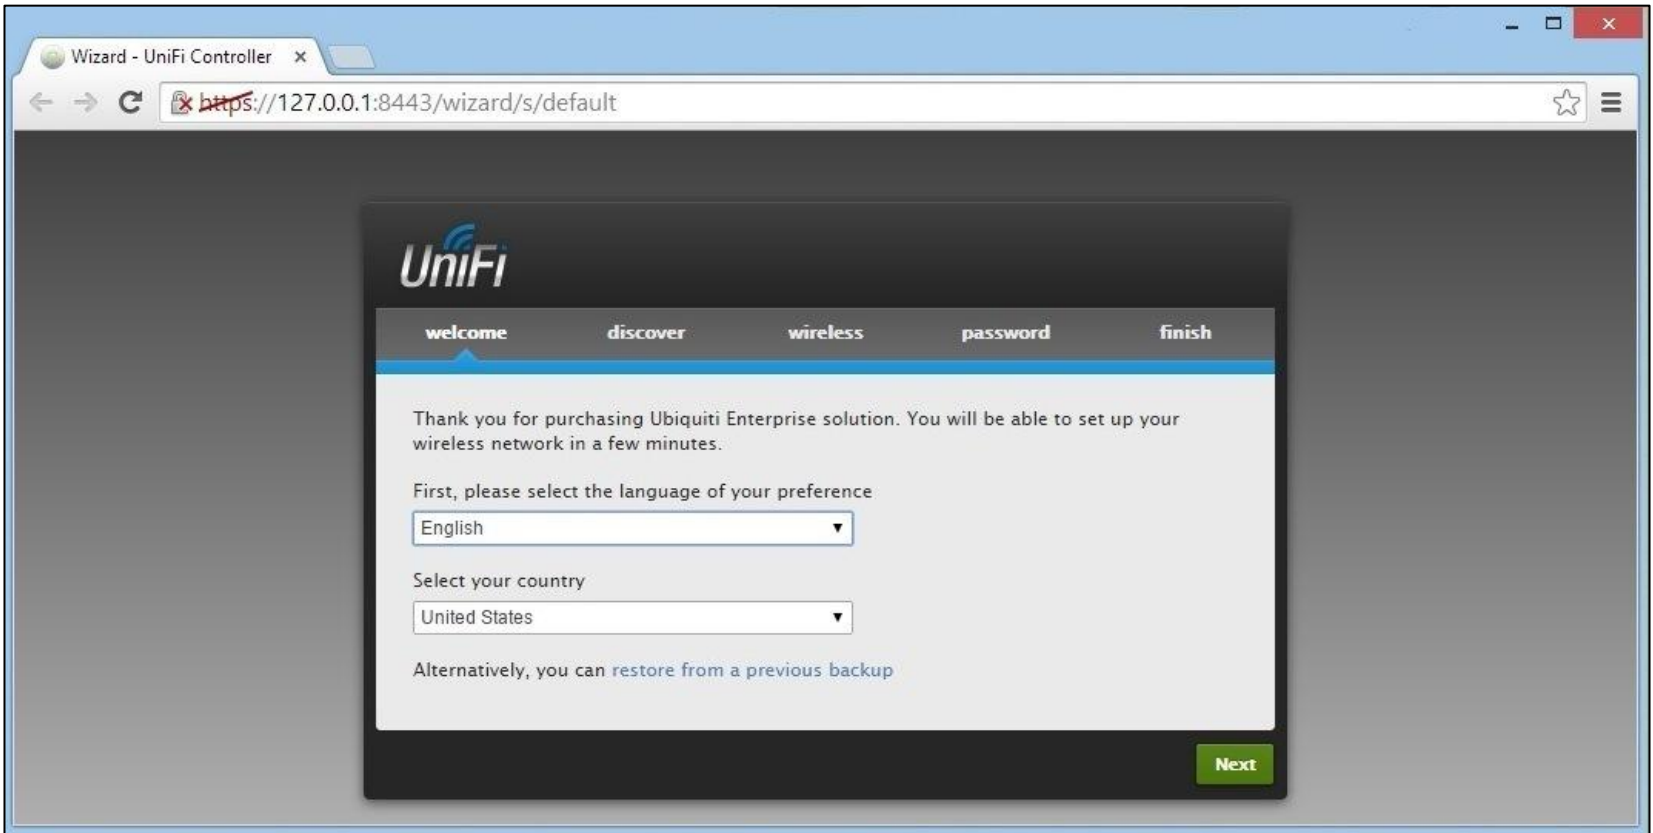 Wizard - UniFi Controller
https://127.0.0.1:8443/wizard/s/default
UniFi
welcome discover wireless password finish
Thank you for purchasing Ubiquiti Enterprise solution. You will be able to set up your
wireless network in a few minutes.
First, please select the language of your preference
English
Select your country
United States
Alternatively, you can restore from a previous backup
Next